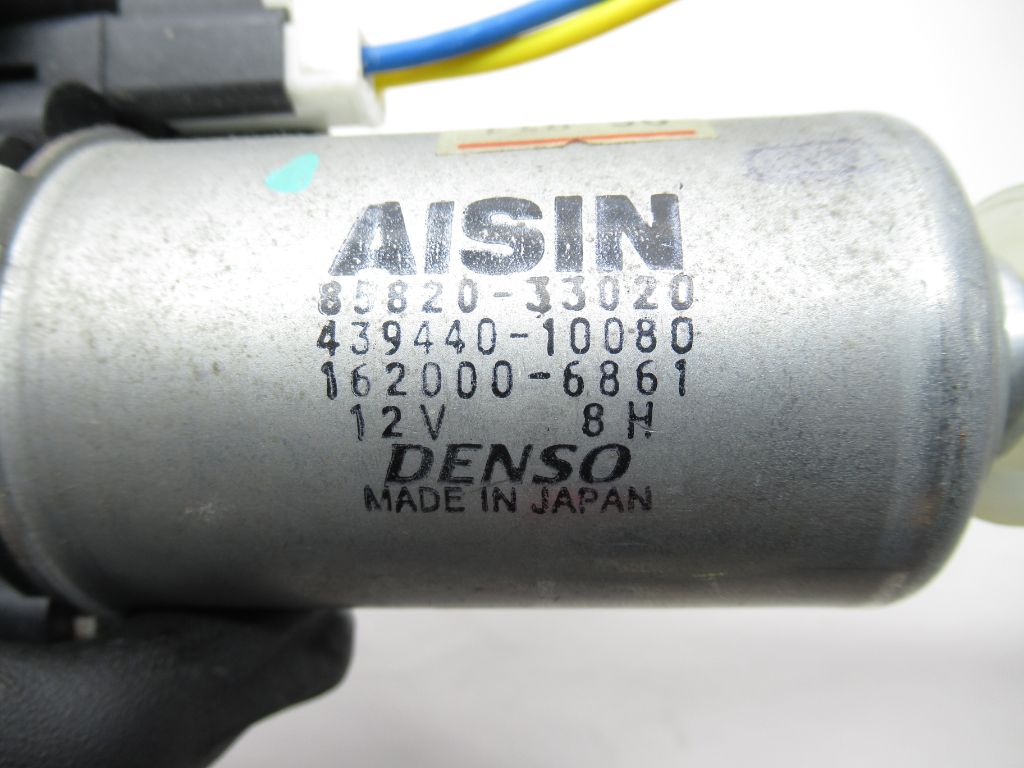 AISIN
85820-33020
439440-10080
162000-6861
12V 8H
DENSO
MADE IN JAPAN